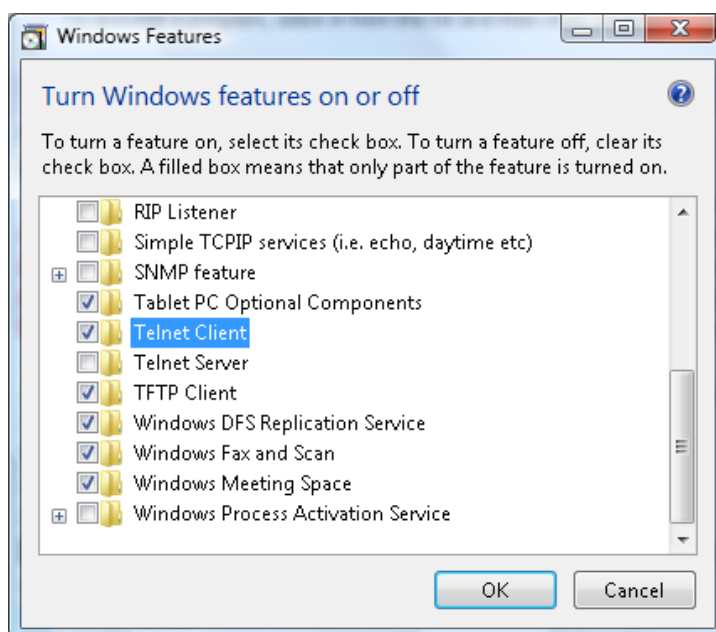 Windows Features
Turn Windows features on or off
To turn a feature on, select its check box. To turn a feature off, clear its
check box. A filled box means that only part of the feature is turned on.
RIP Listener
Simple TCPIP services (i.e. echo, daytime etc)
SNMP feature
Tablet PC Optional Components
Telnet Client
Telnet Server
TFTP Client
Windows DFS Replication Service
Windows Fax and Scan
Windows Meeting Space
Windows Process Activation Service
OK Cancel